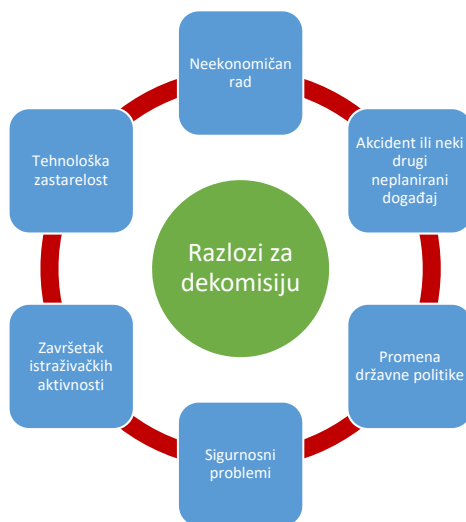 Neekonomičan
rad
Akcident ili neki
drugi
neplanirani
događaj
Promena
državne politike
Sigurnosni
problemi
Završetak
istraživačkih
aktivnosti
Tehnološka
zastarelost
Razlozi za
dekomisiju